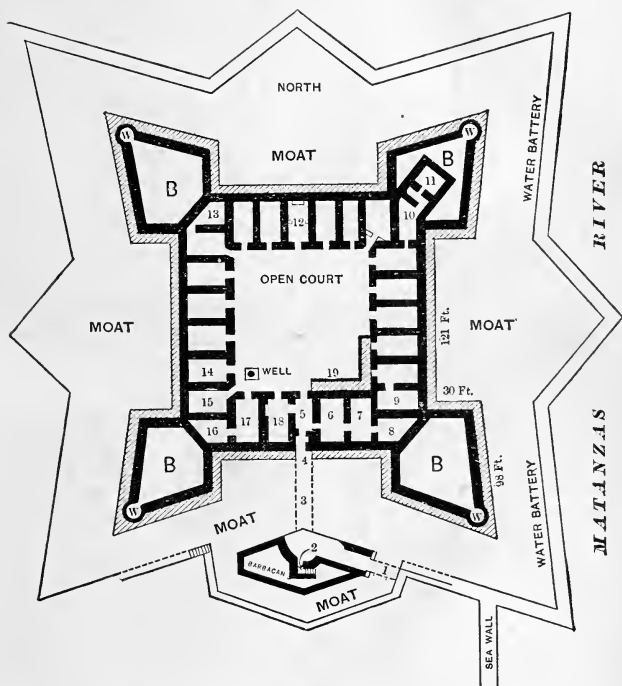 NORTH
WATER BATTERY
W
W
MOAT
B
B
11
RIVER
13
12
10
OPEN COURT
MOAT
MOAT
121 Ft.
14
WELL
19
30 Ft.
15
9
16
17
18
5
6
7
8
4
B
B
98 Ft.
3
W
W
MOAT
WATER BATTERY
MATANZAS
2
BARBACAN
1
MOAT
SEA WALL